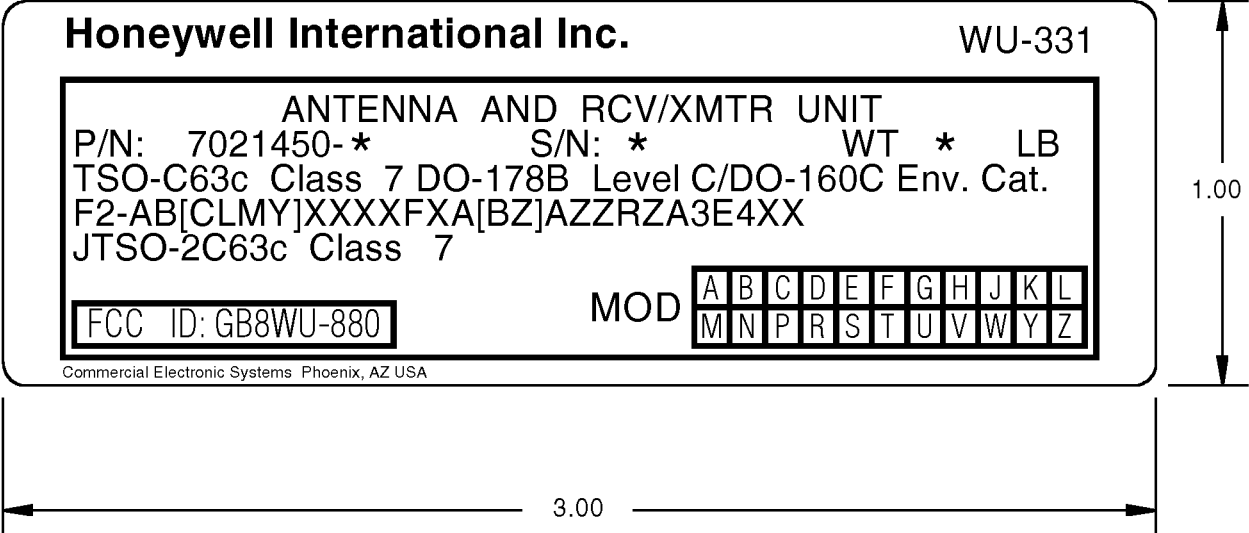 Honeywell International Inc. WU-331
ANTENNA AND RCV/XMTR UNIT
P/N: 7021450-* S/N: * WT * LB
TSO-C63c Class 7 DO-178B Level C/DO-160C Env. Cat.
F2-AB[CLMY]XXXXFXA[BZ]AZZRZA3E4XX
JTSO-2C63c Class 7
MOD
A B C D E F G H J K L
M N P R S T U V W Y Z
FCC ID: GB8WU-880
Commercial Electronic Systems Phoenix, AZ USA
1.00
3.00